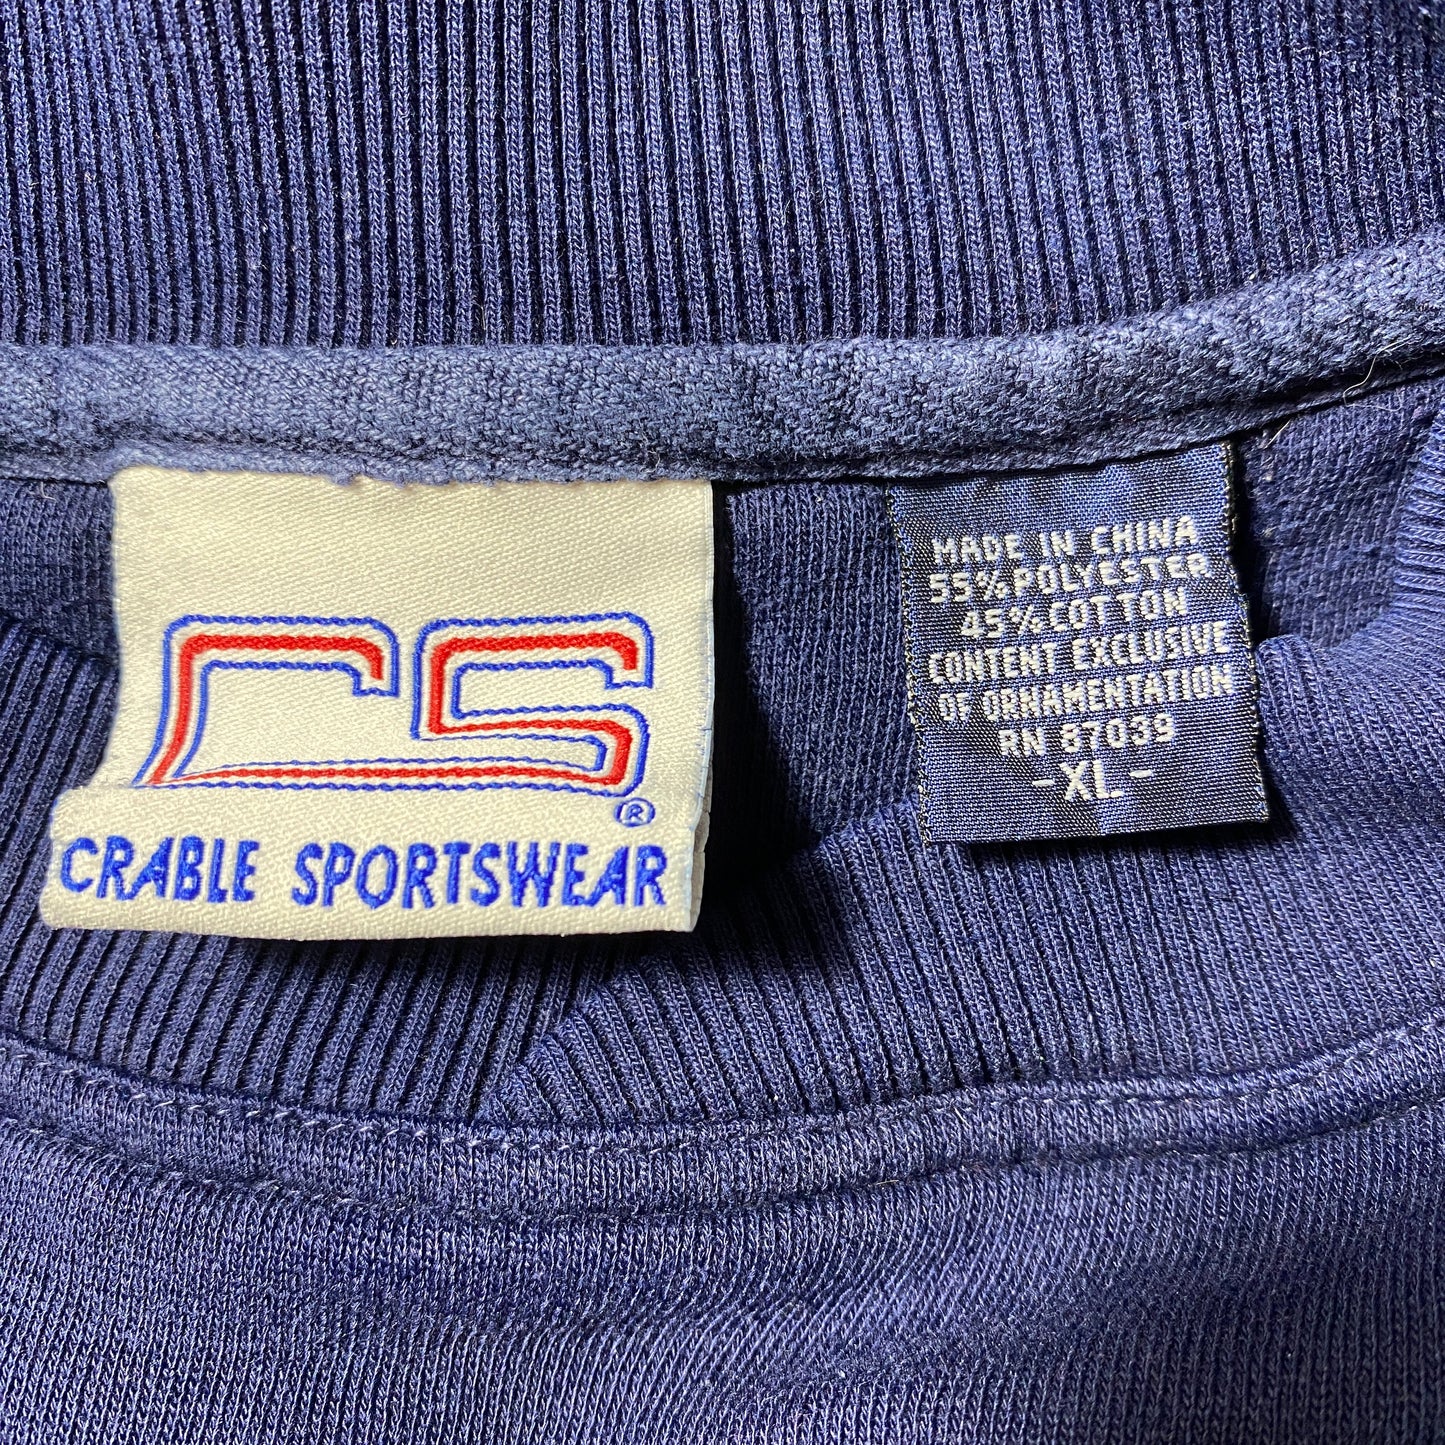 CS
®
CRABLE SPORTSWEAR
MADE IN CHINA
55% POLYESTER
45% COTTON
CONTENT EXCLUSIVE
OF ORNAMENTATION
RN 87039
-XL-